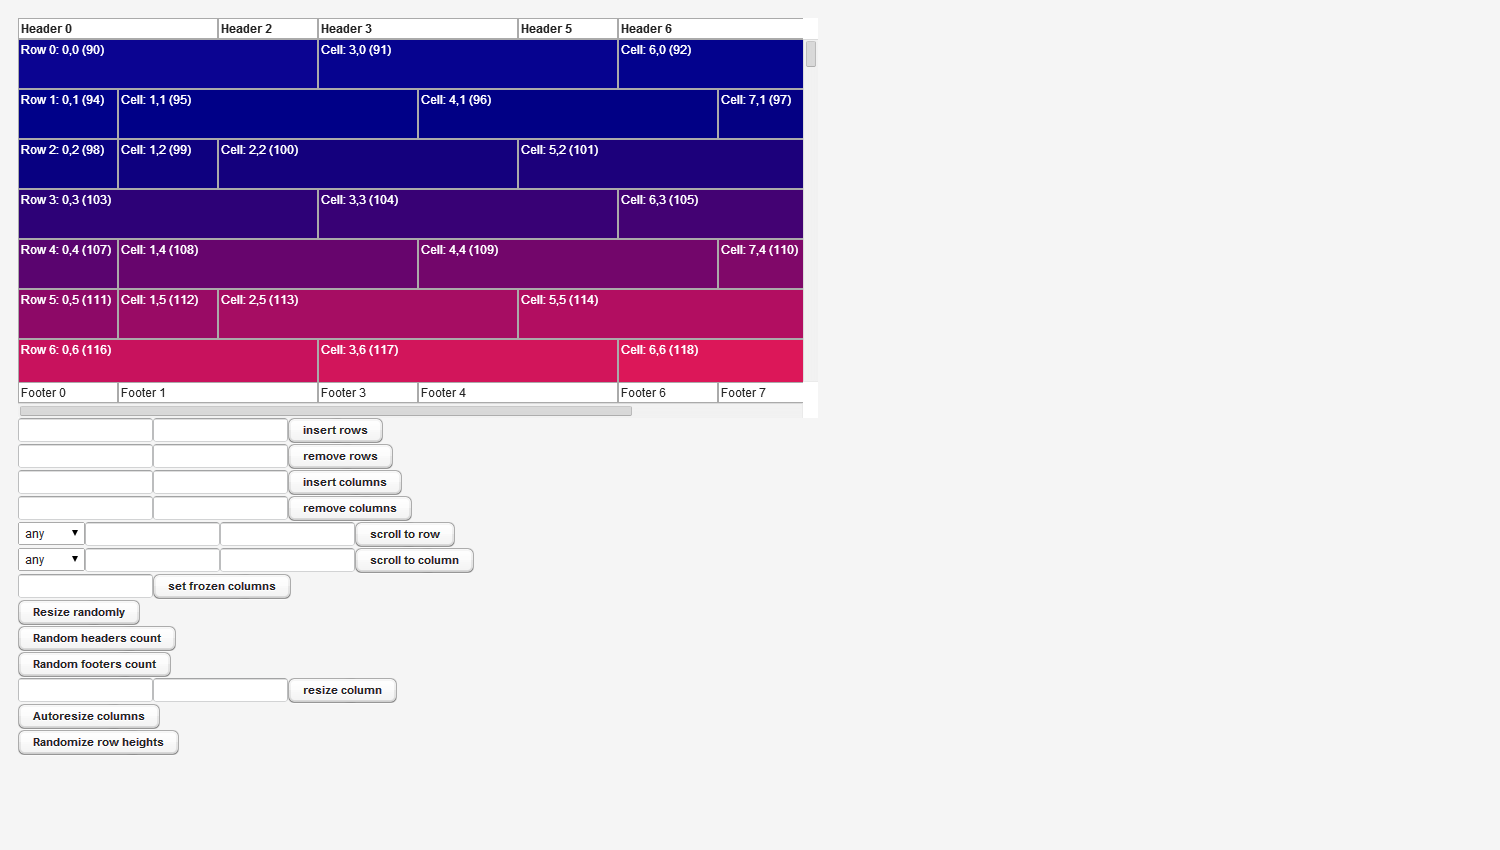 Header 0 Header 2 Header 3 Header 5 Header 6
Row 0: 0,0 (90) Cell: 3,0 (91) Cell: 6,0 (92)
Row 1: 0,1 (94) Cell: 1,1 (95) Cell: 4,1 (96) Cell: 7,1 (97)
Row 2: 0,2 (98) Cell: 1,2 (99) Cell: 2,2 (100) Cell: 5,2 (101)
Row 3: 0,3 (103) Cell: 3,3 (104) Cell: 6,3 (105)
Row 4: 0,4 (107) Cell: 1,4 (108) Cell: 4,4 (109) Cell: 7,4 (110)
Row 5: 0,5 (111) Cell: 1,5 (112) Cell: 2,5 (113) Cell: 5,5 (114)
Row 6: 0,6 (116) Cell: 3,6 (117) Cell: 6,6 (118)
Footer 0 Footer 1 Footer 3 Footer 4 Footer 6 Footer 7
insert rows
remove rows
insert columns
remove columns
any scroll to row
any scroll to column
set frozen columns
Resize randomly
Random headers count
Random footers count
resize column
Autoresize columns
Randomize row heights